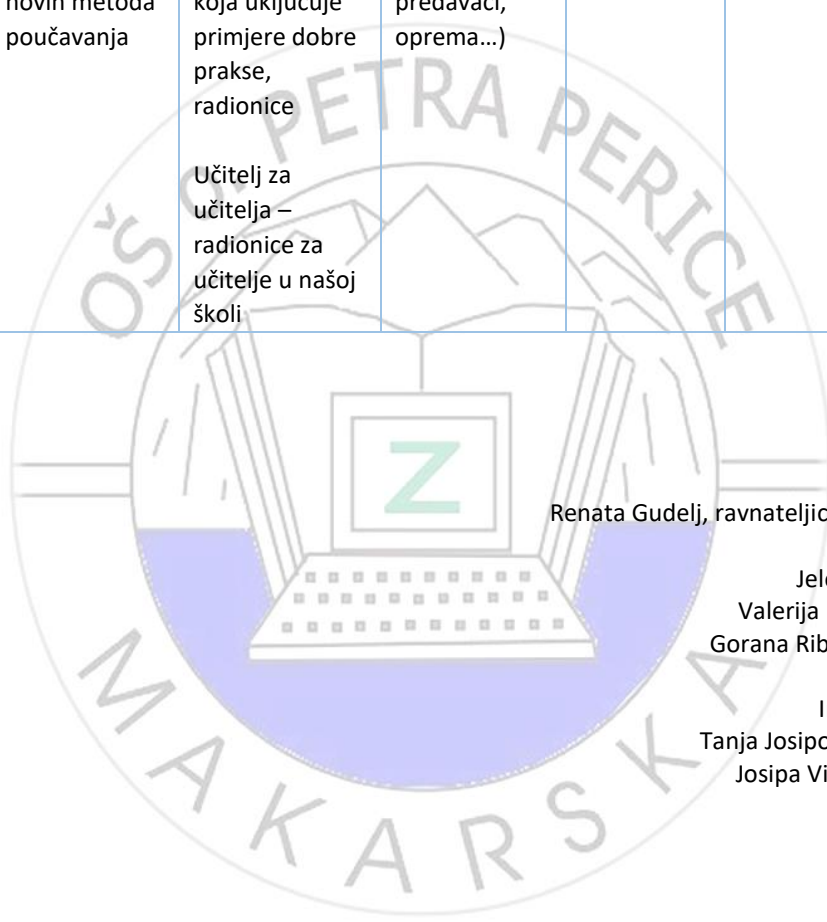 novih metoda
poučavanja
koja uključuje
primjere dobre
prakse,
radionice
Učitelj za
učitelja –
radionice za
učitelje u našoj
školi
predavači,
oprema…)
OŠ o. PETRA PERICE
Z
MAKARSKA
Renata Gudelj, ravnateljic
Jel
Valerija
Gorana Rib
I
Tanja Josipo
Josipa Vi